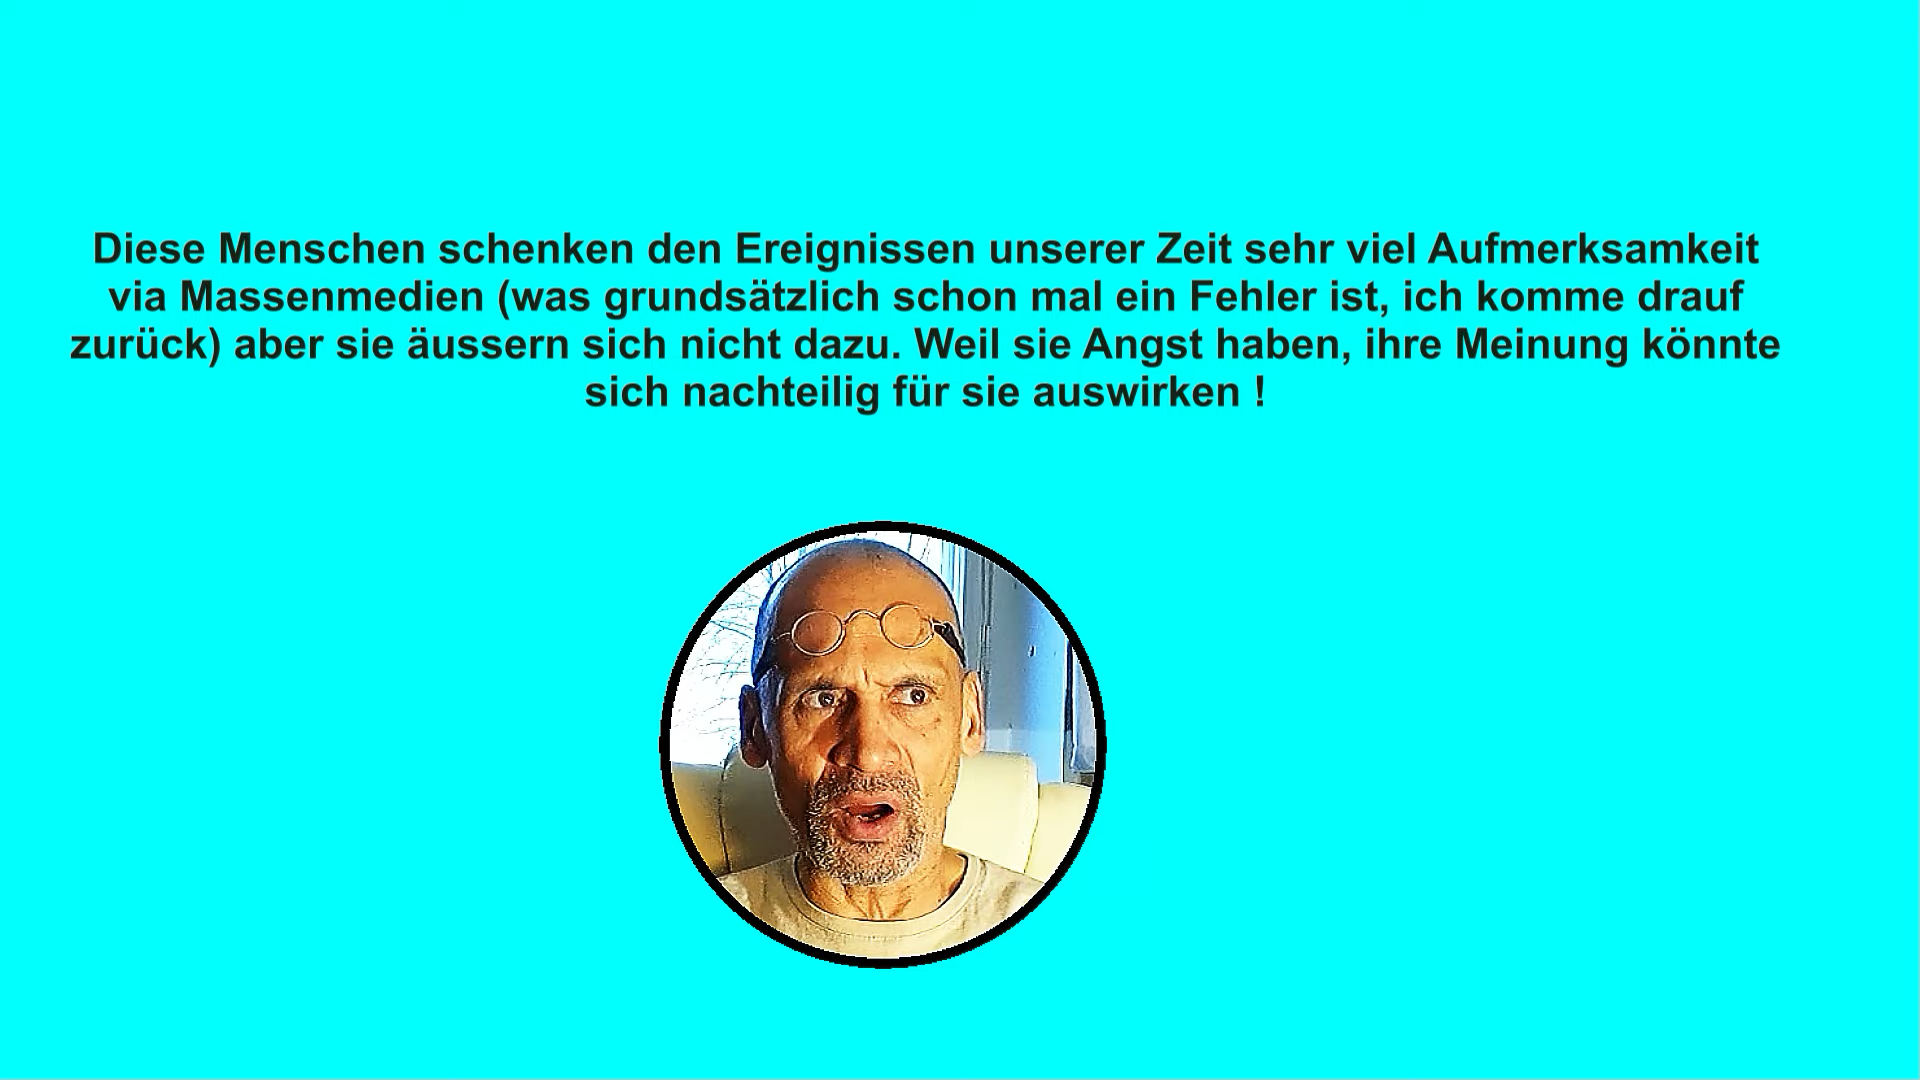 Diese Menschen schenken den Ereignissen unserer Zeit sehr viel Aufmerksamkeit
via Massenmedien (was grundsätzlich schon mal ein Fehler ist, ich komme drauf
zurück) aber sie äussern sich nicht dazu. Weil sie Angst haben, ihre Meinung könnte
sich nachteilig für sie auswirken !